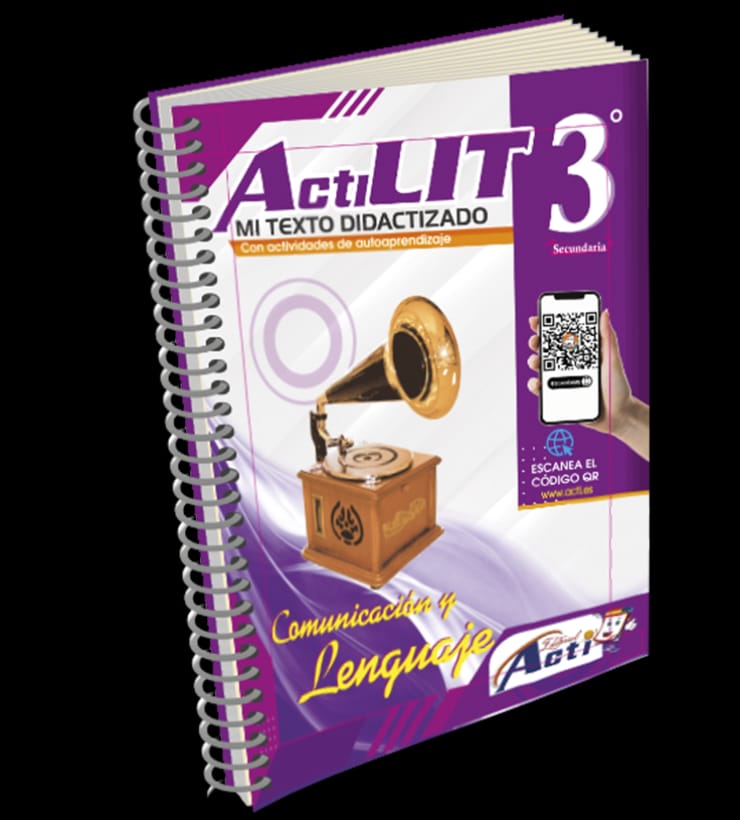 ActiLIT
MI TEXTO DIDACTIZADO
Con actividades de autoaprendizaje
3°
Secundaria
ESCANEA EL
CÓDIGO QR
www.acti.es
Comunicación y
Lenguaje
Editorial
Acti